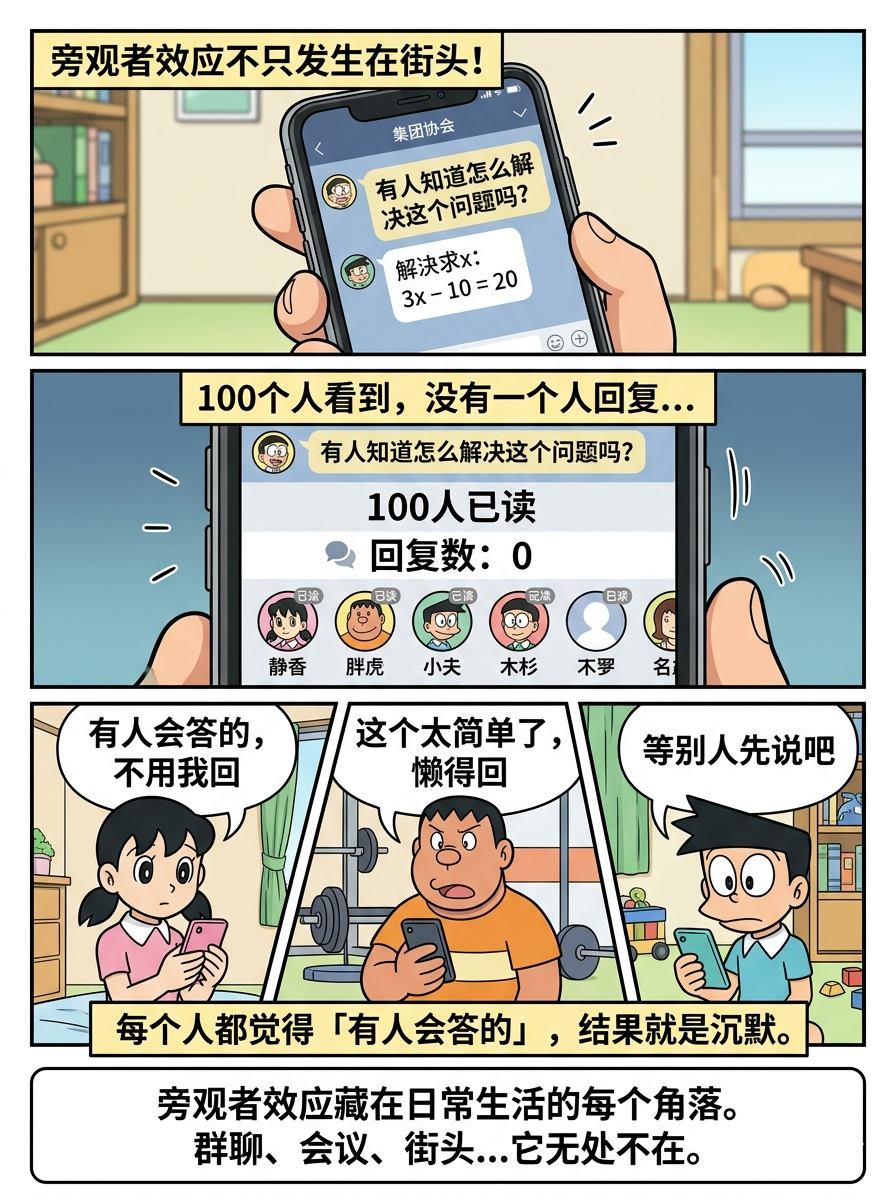 旁观者效应不只发生在街头！
集团协会
有人知道怎么解
决这个问题吗？
解決求x：
3x − 10 = 20
100个人看到，没有一个人回复...
有人知道怎么解决这个问题吗？
100人已读
回复数：0
静香
胖虎
小夫
木杉
有人会答的，
不用我回
这个太简单了，
懒得回
等别人先说吧
每个人都觉得「有人会答的」，结果就是沉默。
旁观者效应藏在日常生活的每个角落。
群聊、会议、街头...它无处不在。